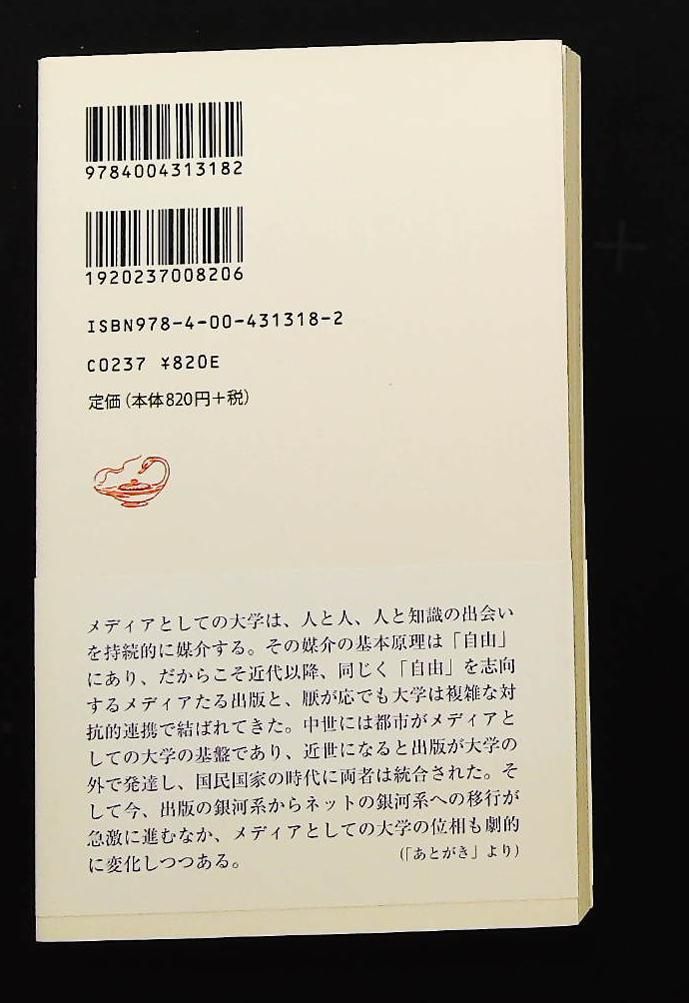 9784004313182
1920237008206
ISBN978-4-00-431318-2
C0237 ¥820E
定価(本体820円+税)
メディアとしての大学は、人と人、人と知識の出会い
を持続的に媒介する。その媒介の基本原理は「自由」
にあり、だからこそ近代以降、同じく「自由」を志向
するメディアたる出版と、厭が応でも大学は複雑な対
抗的連携で結ばれてきた。中世には都市がメディアと
しての大学の基盤であり、近世になると出版が大学の
外で発達し、国民国家の時代に両者は統合された。そ
して今、出版の銀河系からネットの銀河系への移行が
急激に進むなか、メディアとしての大学の位相も劇的
に変化しつつある。 (「あとがき」より)